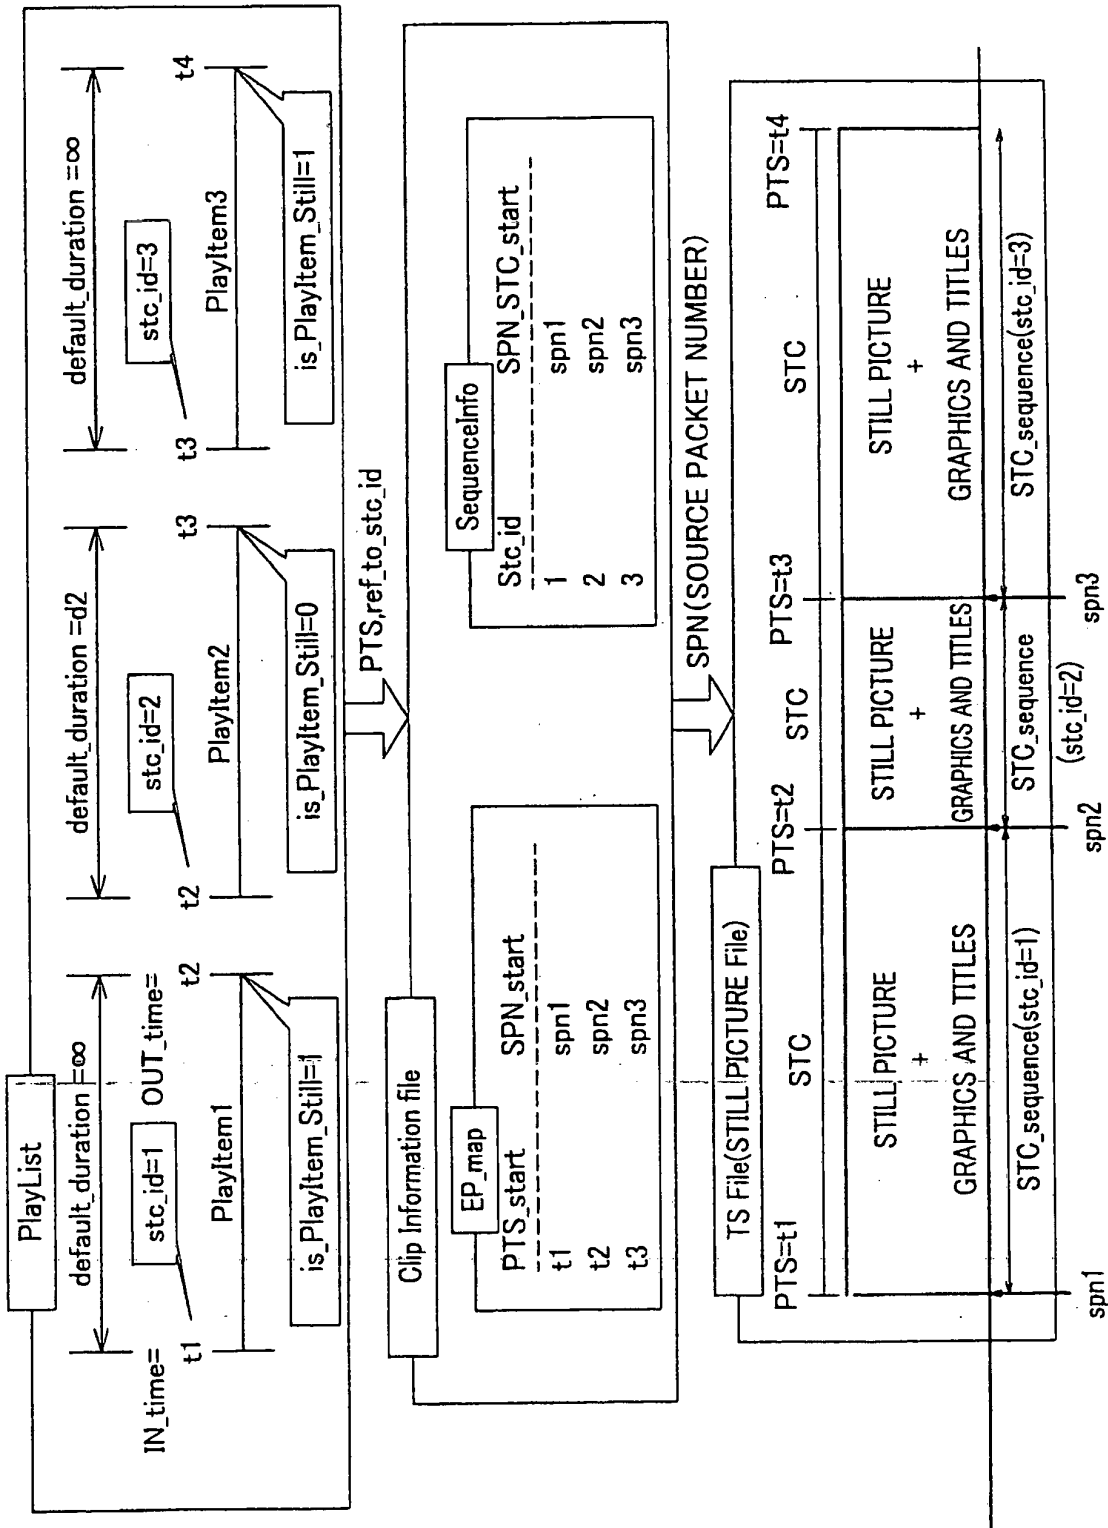 PlayList
default_duration =∞
default_duration =d2
default_duration =∞
IN_time=
t1
OUT_time=
t2
t2
t3
t3
t4
stc_id=1
stc_id=2
stc_id=3
PlayItem1
PlayItem2
PlayItem3
is_PlayItem_Still=1
is_PlayItem_Still=0
is_PlayItem_Still=1
PTS,ref_to_stc_id
Clip Information file
EP_map
PTS_start SPN_start
t1 spn1
t2 spn2
t3 spn3
SequenceInfo
Stc_id SPN_STC_start
1 spn1
2 spn2
3 spn3
SPN(SOURCE PACKET NUMBER)
TS File(STILL PICTURE File)
PTS=t1
PTS=t2
PTS=t3
PTS=t4
STC
STC
STC
STILL PICTURE
+
GRAPHICS AND TITLES
STILL PICTURE
+
GRAPHICS AND TITLES
STILL PICTURE
+
GRAPHICS AND TITLES
STC_sequence(stc_id=1)
STC_sequence
(stc_id=2)
STC_sequence(stc_id=3)
spn1
spn2
spn3